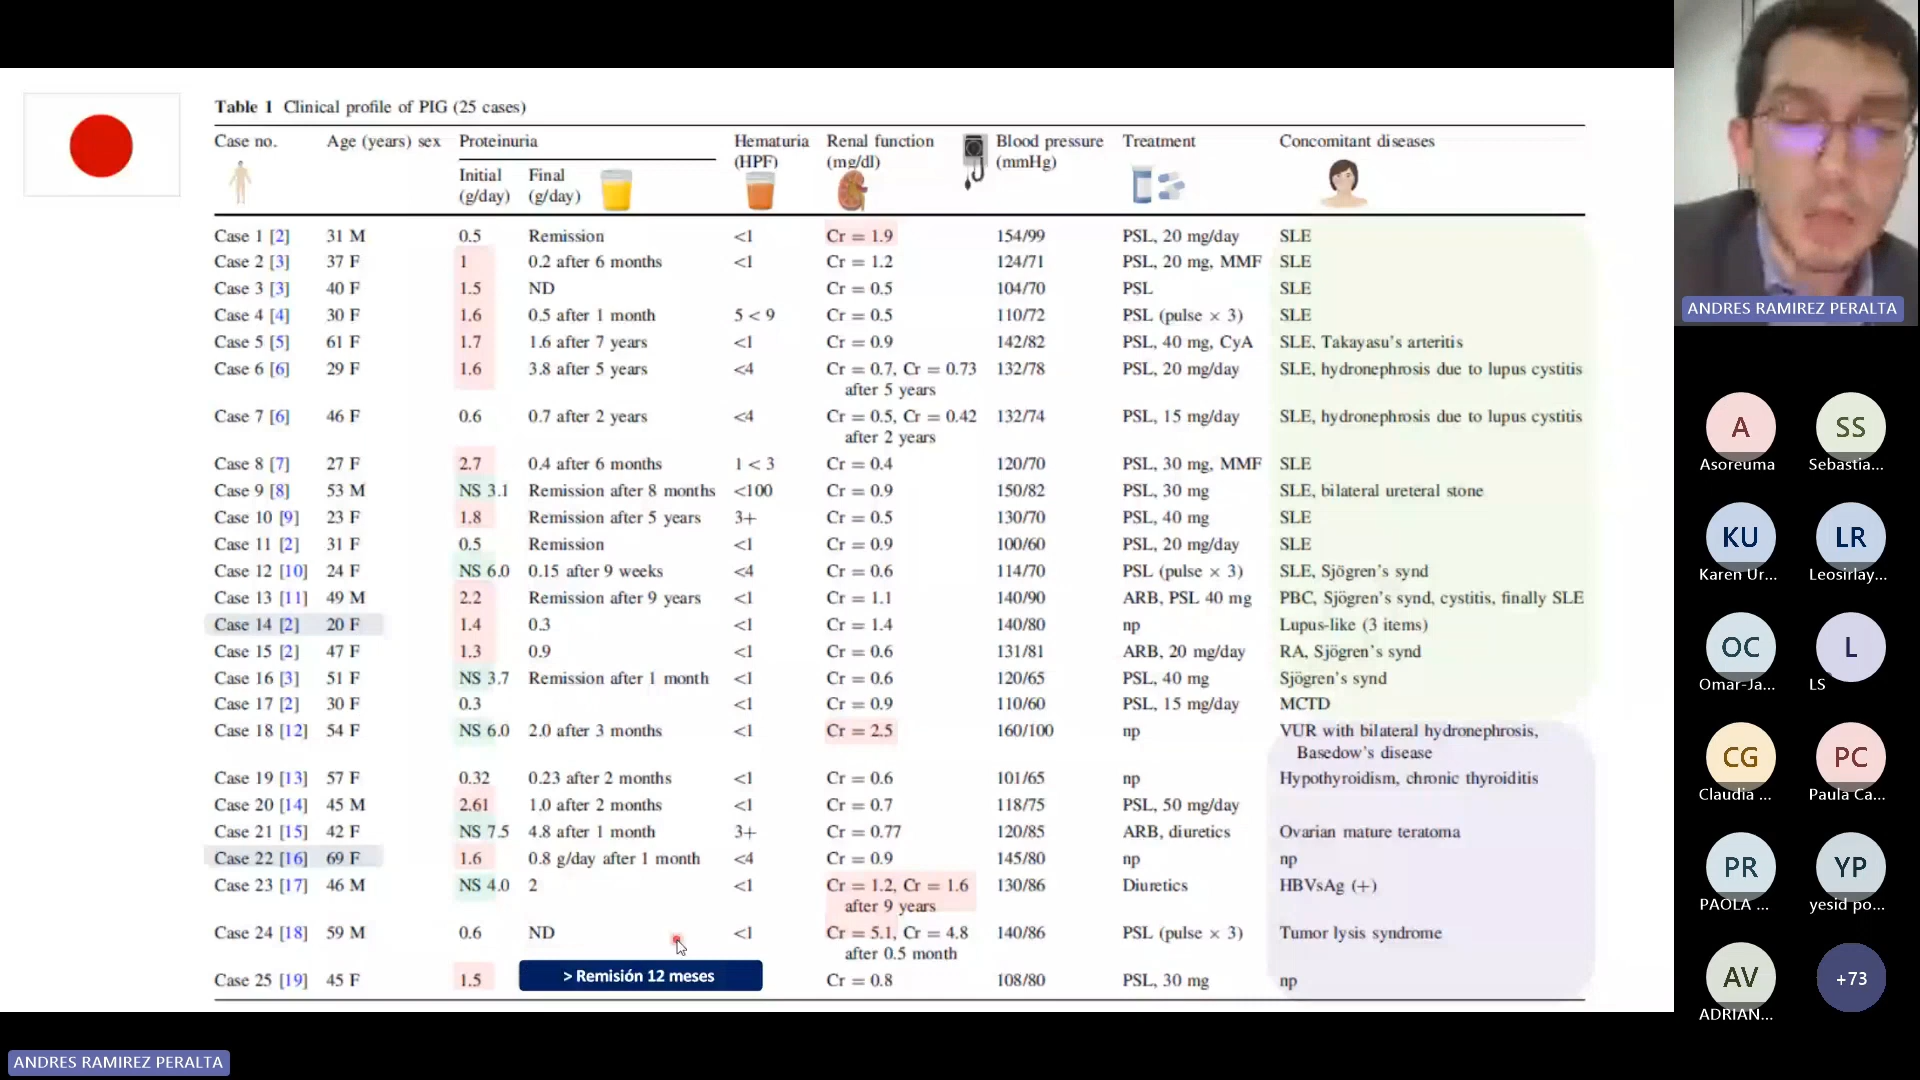 Table 1 Clinical profile of PIG (25 cases)
Case no. Age (years) sex Proteinuria Hematuria (HPF) Renal function (mg/dl) Blood pressure (mmHg) Treatment Concomitant diseases
Initial (g/day) Final (g/day)
Case 1 [2] 31 M 0.5 Remission <1 Cr = 1.9 154/99 PSL, 20 mg/day SLE
Case 2 [3] 37 F 1 0.2 after 6 months <1 Cr = 1.2 124/71 PSL, 20 mg, MMF SLE
Case 3 [3] 40 F 1.5 ND Cr = 0.5 104/70 PSL SLE
Case 4 [4] 30 F 1.6 0.5 after 1 month 5 < 9 Cr = 0.5 110/72 PSL (pulse × 3) SLE
Case 5 [5] 61 F 1.7 1.6 after 7 years <1 Cr = 0.9 142/82 PSL, 40 mg, CyA SLE, Takayasu's arteritis
Case 6 [6] 29 F 1.6 3.8 after 5 years <4 Cr = 0.7, Cr = 0.73 132/78 PSL, 20 mg/day SLE, hydronephrosis due to lupus cystitis
after 5 years
Case 7 [6] 46 F 0.6 0.7 after 2 years <4 Cr = 0.5, Cr = 0.42 132/74 PSL, 15 mg/day SLE, hydronephrosis due to lupus cystitis
after 2 years
Case 8 [7] 27 F 2.7 0.4 after 6 months 1 < 3 Cr = 0.4 120/70 PSL, 30 mg, MMF SLE
Case 9 [8] 53 M NS 3.1 Remission after 8 months <100 Cr = 0.9 150/82 PSL, 30 mg SLE, bilateral ureteral stone
Case 10 [9] 23 F 1.8 Remission after 5 years 3+ Cr = 0.5 130/70 PSL, 40 mg SLE
Case 11 [2] 31 F 0.5 Remission <1 Cr = 0.9 100/60 PSL, 20 mg/day SLE
Case 12 [10] 24 F NS 6.0 0.15 after 9 weeks <4 Cr = 0.6 114/70 PSL (pulse × 3) SLE, Sjögren's synd
Case 13 [11] 49 M 2.2 Remission after 9 years <1 Cr = 1.1 140/90 ARB, PSL 40 mg PBC, Sjögren's synd, cystitis, finally SLE
Case 14 [2] 20 F 1.4 0.3 <1 Cr = 1.4 140/80 np Lupus-like (3 items)
Case 15 [2] 47 F 1.3 0.9 <1 Cr = 0.6 131/81 ARB, 20 mg/day RA, Sjögren's synd
Case 16 [3] 51 F NS 3.7 Remission after 1 month <1 Cr = 0.6 120/65 PSL, 40 mg Sjögren's synd
Case 17 [2] 30 F 0.3 <1 Cr = 0.9 110/60 PSL, 15 mg/day MCTD
Case 18 [12] 54 F NS 6.0 2.0 after 3 months <1 Cr = 2.5 160/100 np VUR with bilateral hydronephrosis,
Basedow's disease
Case 19 [13] 57 F 0.32 0.23 after 2 months <1 Cr = 0.6 101/65 np Hypothyroidism, chronic thyroiditis
Case 20 [14] 45 M 2.61 1.0 after 2 months <1 Cr = 0.7 118/75 PSL, 50 mg/day
Case 21 [15] 42 F NS 7.5 4.8 after 1 month 3+ Cr = 0.77 120/85 ARB, diuretics Ovarian mature teratoma
Case 22 [16] 69 F 1.6 0.8 g/day after 1 month <4 Cr = 0.9 145/80 np np
Case 23 [17] 46 M NS 4.0 2 <1 Cr = 1.2, Cr = 1.6 130/86 Diuretics HBVsAg (+)
after 9 years
Case 24 [18] 59 M 0.6 ND <1 Cr = 5.1, Cr = 4.8 140/86 PSL (pulse × 3) Tumor lysis syndrome
after 0.5 month
Case 25 [19] 45 F 1.5 > Remisión 12 meses Cr = 0.8 108/80 PSL, 30 mg np
ANDRES RAMIREZ PERALTA
A SS
Asoreuma Sebastia...
KU LR
Karen Ur... Leosirlay...
OC L
Omar-Ja... LS
CG PC
Claudia ... Paula Ca...
PR YP
PAOLA ... yesid po...
AV +73
ADRIAN...
ANDRES RAMIREZ PERALTA